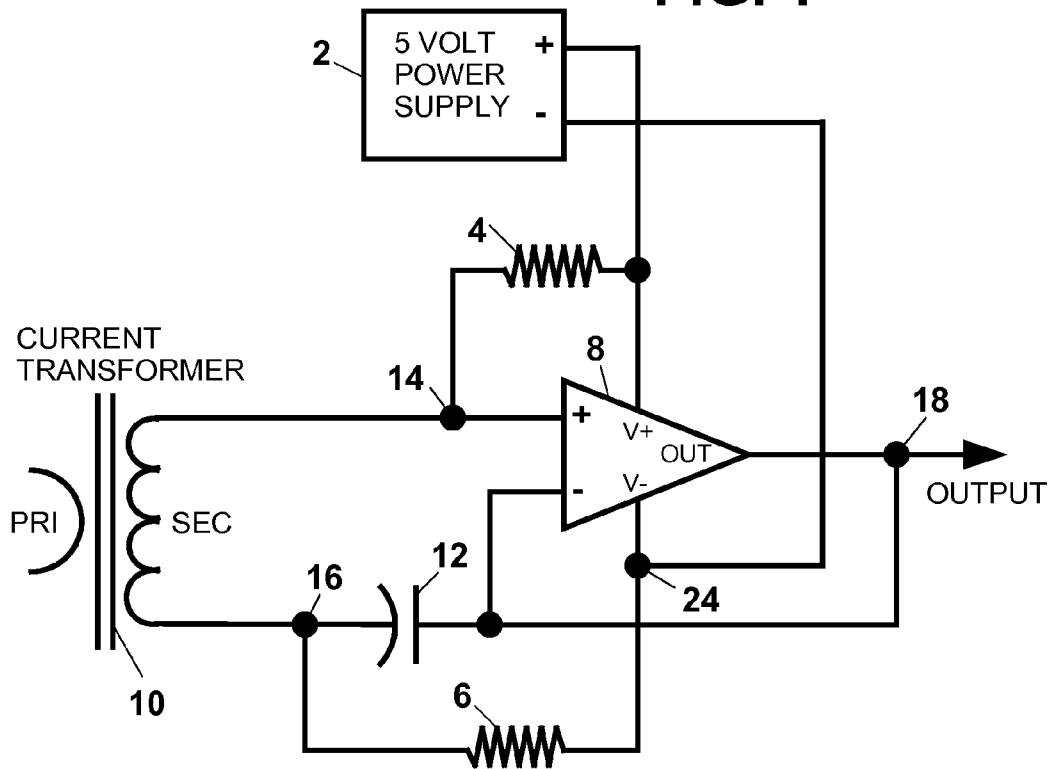 2
5 VOLT
POWER
SUPPLY
+
-
4
CURRENT
TRANSFORMER
14
8
18
+
V+
OUT
-
V-
OUTPUT
PRI
SEC
12
16
24
10
6